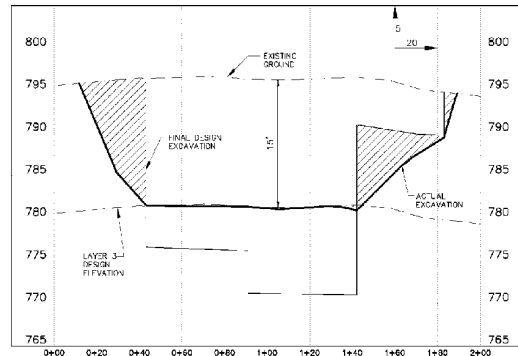 5
20
800 800
EXISTING
GROUND
795 795
790 790
FINAL DESIGN
EXCAVATION
15'
785 785
ACTUAL
EXCAVATION
780 780
LAYER 3
DESIGN
ELEVATION
775 775
770 770
765 765
0+00 0+20 0+40 0+60 0+80 1+00 1+20 1+40 1+60 1+80 2+00